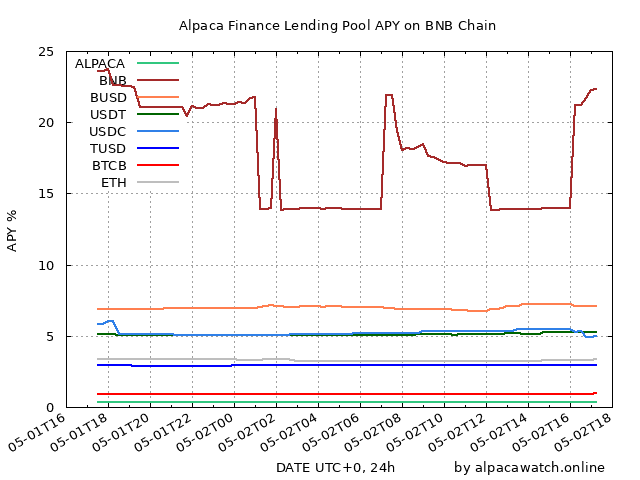 Alpaca Finance Lending Pool APY on BNB Chain
25
20
15
10
5
0
APY %
ALPACA
BNB
BUSD
USDT
USDC
TUSD
BTCB
ETH
05-01T16
05-01T18
05-01T20
05-01T22
05-02T00
05-02T02
05-02T04
05-02T06
05-02T08
05-02T10
05-02T12
05-02T14
05-02T16
05-02T18
DATE UTC+0, 24h
by alpacawatch.online